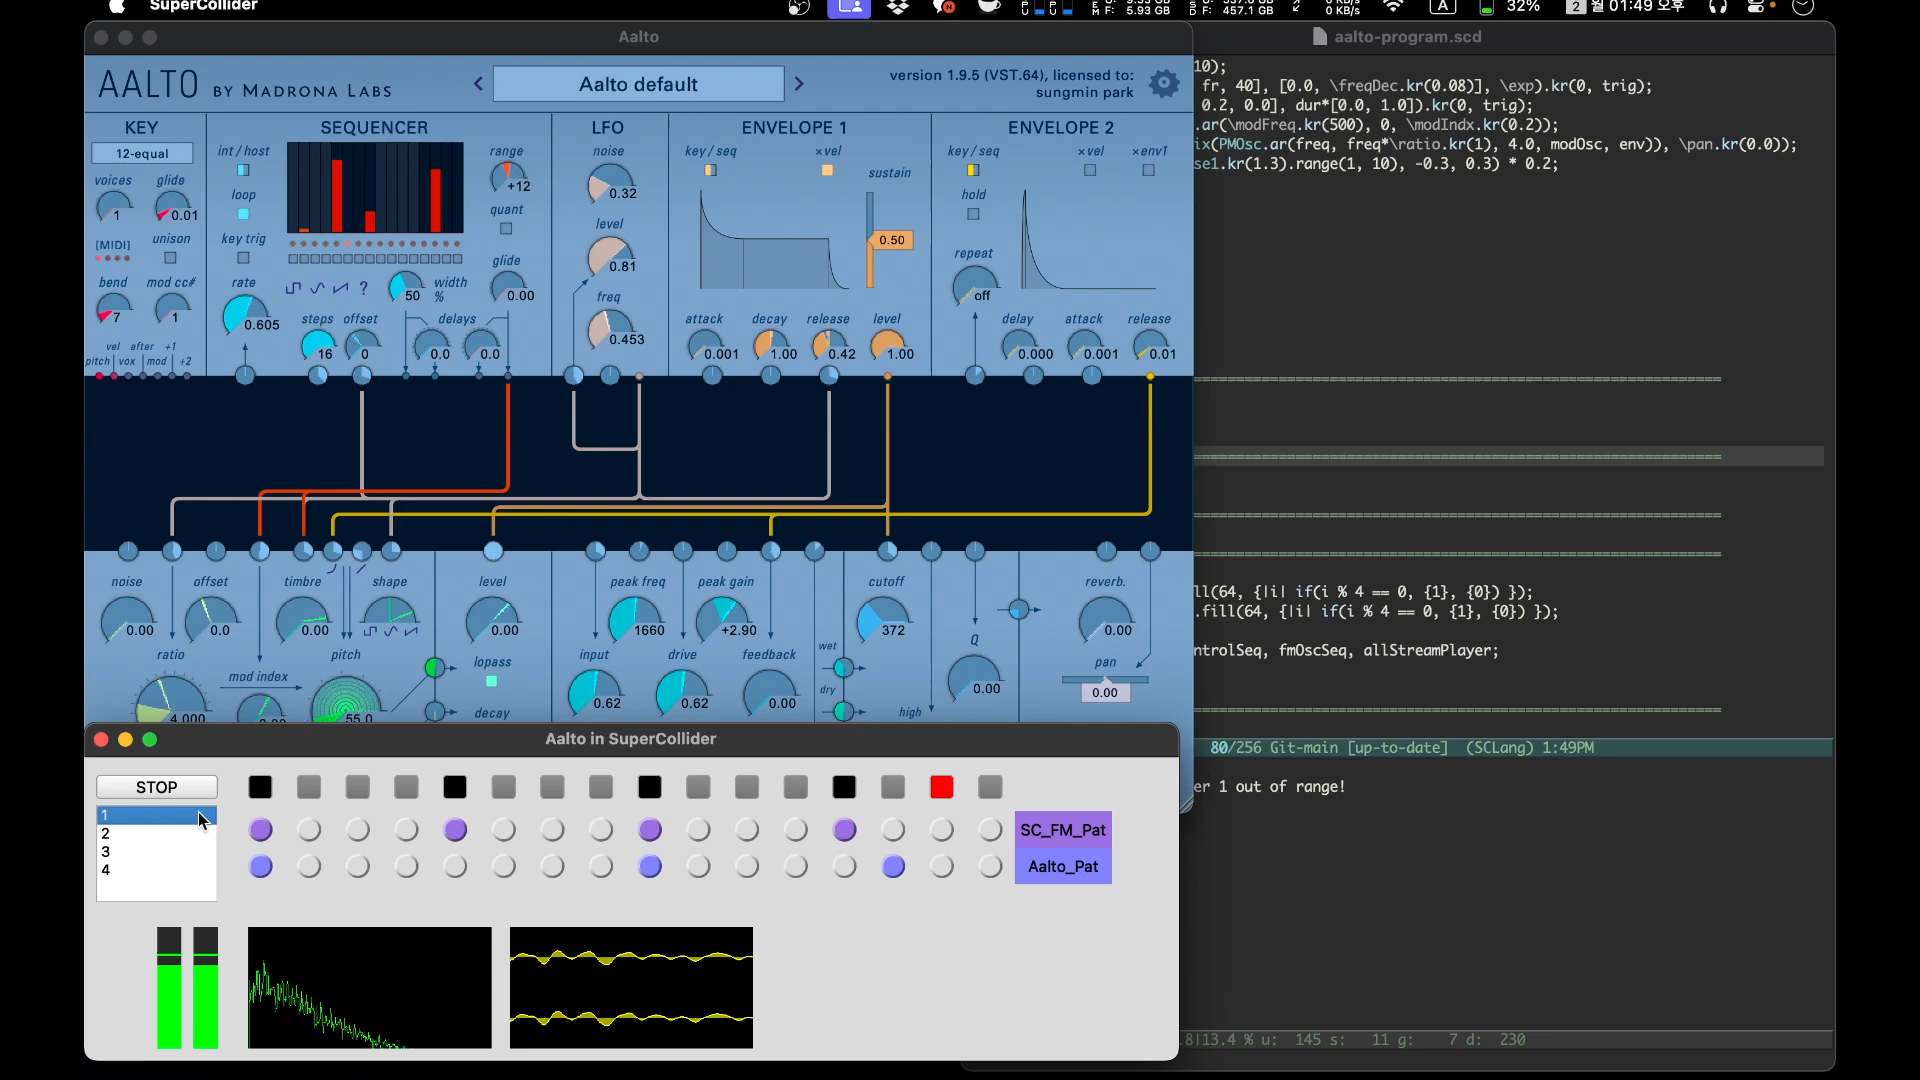 SuperCollider
5.93 GB
457.1 GB
KB/s
A
32%
2월 01:49 오후
Aalto
AALTO BY MADRONA LABS
Aalto default
version 1.9.5 (VST.64), licensed to:
sungmin park
KEY
12-equal
voices glide
1 0.01
[MIDI] unison
bend mod cc#
7 1
vel after +1
pitch vox mod +2
SEQUENCER
int / host
loop
key trig
rate
0.605
range
+12
quant
glide
0.00
?
50
width
%
steps offset delays
16 0 0.0 0.0
LFO
noise
0.32
level
0.81
freq
0.453
ENVELOPE 1
key / seq ×vel
sustain
0.50
attack decay release level
0.001 1.00 0.42 1.00
ENVELOPE 2
key / seq ×vel ×env1
hold
repeat
off
delay attack release
0.000 0.001 0.01
noise offset timbre shape level
0.00 0.0 0.00 0.00
ratio mod index pitch lopass
4.000 55.0 decay
peak freq peak gain
1660 +2.90
input drive feedback
0.62 0.62 0.00
wet
dry
cutoff
372
Q
0.00
high
reverb.
0.00
pan
0.00
aalto-program.scd
10);
fr, 40], [0.0, \freqDec.kr(0.08)], \exp).kr(0, trig);
0.2, 0.0], dur*[0.0, 1.0]).kr(0, trig);
.ar(\modFreq.kr(500), 0, \modIndx.kr(0.2));
ix(PMOsc.ar(freq, freq*\ratio.kr(1), 4.0, modOsc, env)), \pan.kr(0.0));
se1.kr(1.3).range(1, 10), -0.3, 0.3) * 0.2;
ll(64, {|i| if(i % 4 == 0, {1}, {0}) });
.fill(64, {|i| if(i % 4 == 0, {1}, {0}) });
ntrolSeq, fmOscSeq, allStreamPlayer;
80/256 Git-main [up-to-date] (SCLang) 1:49PM
er 1 out of range!
.8|13.4 % u: 145 s: 11 g: 7 d: 230
Aalto in SuperCollider
STOP
1
2
3
4
SC_FM_Pat
Aalto_Pat